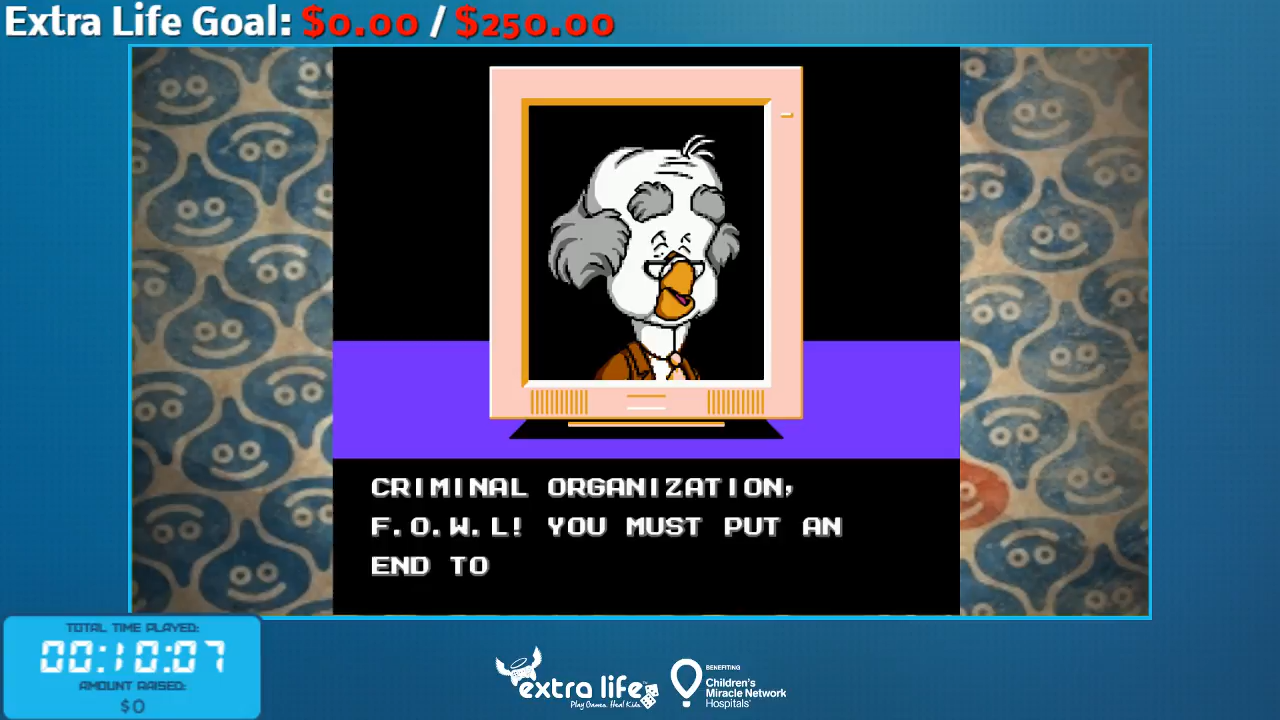 Extra Life Goal: $0.00 / $250.00
CRIMINAL ORGANIZATION,
F.O.W.L! YOU MUST PUT AN
END TO
TOTAL TIME PLAYED:
00:10:07
AMOUNT RAISED:
$0
extra life
Play Games. Heal Kids.
BENEFITING
Children's
Miracle Network
Hospitals